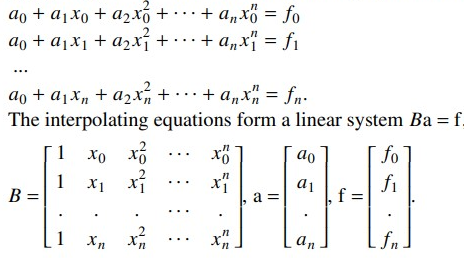 a₀ + a₁x₀ + a₂x₀² + ··· + aₙx₀ⁿ = f₀
a₀ + a₁x₁ + a₂x₁² + ··· + aₙx₁ⁿ = f₁
...
a₀ + a₁xₙ + a₂xₙ² + ··· + aₙxₙⁿ = fₙ.
The interpolating equations form a linear system Ba = f.
1 x₀ x₀² ··· x₀ⁿ a₀ f₀
B = 1 x₁ x₁² ··· x₁ⁿ , a = a₁ , f = f₁ .
. . . ··· . . .
1 xₙ xₙ² ··· xₙⁿ aₙ fₙ